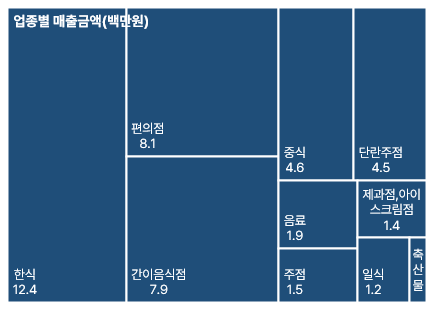 업종별 매출금액(백만원)
편의점
8.1
중식
4.6
단란주점
4.5
제과점,아이
스크림점
1.4
음료
1.9
한식
12.4
간이음식점
7.9
주점
1.5
일식
1.2
축
산
물